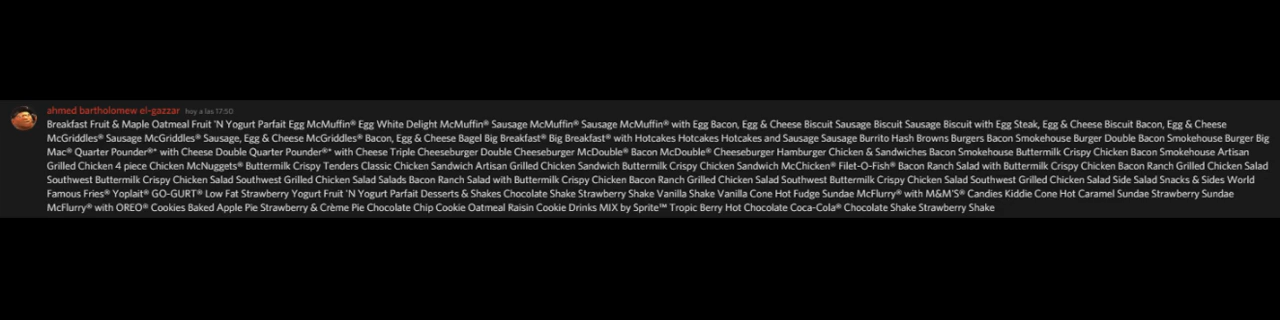 ahmed bartholomew el-gazzar hoy a las 17:50
Breakfast Fruit & Maple Oatmeal Fruit 'N Yogurt Parfait Egg McMuffin® Egg White Delight McMuffin® Sausage McMuffin® Sausage McMuffin® with Egg Bacon, Egg & Cheese Biscuit Sausage Biscuit Sausage Biscuit with Egg Steak, Egg & Cheese Biscuit Bacon, Egg & Cheese
McGriddles® Sausage McGriddles® Sausage, Egg & Cheese McGriddles® Bacon, Egg & Cheese Bagel Big Breakfast® Big Breakfast® with Hotcakes Hotcakes Hotcakes and Sausage Sausage Burrito Hash Browns Burgers Bacon Smokehouse Burger Double Bacon Smokehouse Burger Big
Mac® Quarter Pounder®* with Cheese Double Quarter Pounder®* with Cheese Triple Cheeseburger Double Cheeseburger McDouble® Bacon McDouble® Cheeseburger Hamburger Chicken & Sandwiches Bacon Smokehouse Buttermilk Crispy Chicken Bacon Smokehouse Artisan
Grilled Chicken 4 piece Chicken McNuggets® Buttermilk Crispy Tenders Classic Chicken Sandwich Artisan Grilled Chicken Sandwich Buttermilk Crispy Chicken Sandwich McChicken® Filet-O-Fish® Bacon Ranch Salad with Buttermilk Crispy Chicken Bacon Ranch Grilled Chicken Salad
Southwest Buttermilk Crispy Chicken Salad Southwest Grilled Chicken Salad Salads Bacon Ranch Salad with Buttermilk Crispy Chicken Bacon Ranch Grilled Chicken Salad Southwest Buttermilk Crispy Chicken Salad Southwest Grilled Chicken Salad Side Salad Snacks & Sides World
Famous Fries® Yoplait® GO-GURT® Low Fat Strawberry Yogurt Fruit 'N Yogurt Parfait Desserts & Shakes Chocolate Shake Strawberry Shake Vanilla Shake Vanilla Cone Hot Fudge Sundae McFlurry® with M&M'S® Candies Kiddie Cone Hot Caramel Sundae Strawberry Sundae
McFlurry® with OREO® Cookies Baked Apple Pie Strawberry & Crème Pie Chocolate Chip Cookie Oatmeal Raisin Cookie Drinks MIX by Sprite™ Tropic Berry Hot Chocolate Coca-Cola® Chocolate Shake Strawberry Shake